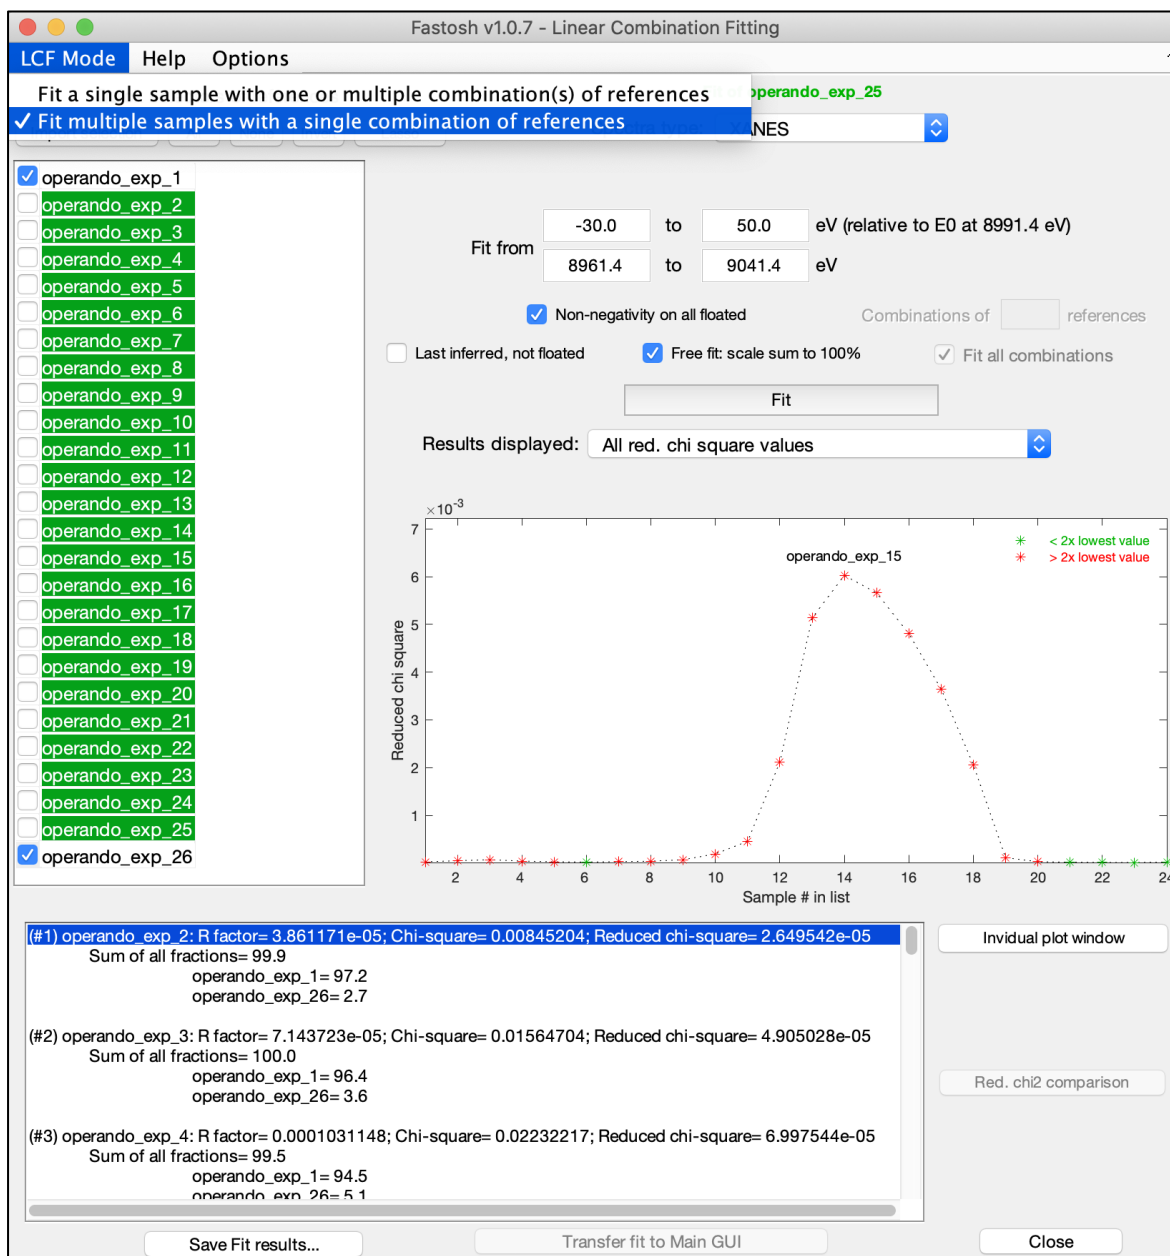 Fastosh v1.0.7 - Linear Combination Fitting
LCF Mode Help Options
Fit a single sample with one or multiple combination(s) of references
of operando_exp_25
✓ Fit multiple samples with a single combination of references
XANES
operando_exp_1
operando_exp_2
operando_exp_3
operando_exp_4
operando_exp_5
operando_exp_6
operando_exp_7
operando_exp_8
operando_exp_9
operando_exp_10
operando_exp_11
operando_exp_12
operando_exp_13
operando_exp_14
operando_exp_15
operando_exp_16
operando_exp_17
operando_exp_18
operando_exp_19
operando_exp_20
operando_exp_21
operando_exp_22
operando_exp_23
operando_exp_24
operando_exp_25
operando_exp_26
Fit from
-30.0 to 50.0 eV (relative to E0 at 8991.4 eV)
8961.4 to 9041.4 eV
Non-negativity on all floated
Combinations of references
Last inferred, not floated
Free fit: scale sum to 100%
Fit all combinations
Fit
Results displayed: All red. chi square values
×10-3
7
6
5
4
3
2
1
Reduced chi square
operando_exp_15
< 2x lowest value
> 2x lowest value
2 4 6 8 10 12 14 16 18 20 22 24
Sample # in list
(#1) operando_exp_2: R factor= 3.861171e-05; Chi-square= 0.00845204; Reduced chi-square= 2.649542e-05
Sum of all fractions= 99.9
operando_exp_1= 97.2
operando_exp_26= 2.7
(#2) operando_exp_3: R factor= 7.143723e-05; Chi-square= 0.01564704; Reduced chi-square= 4.905028e-05
Sum of all fractions= 100.0
operando_exp_1= 96.4
operando_exp_26= 3.6
(#3) operando_exp_4: R factor= 0.0001031148; Chi-square= 0.02232217; Reduced chi-square= 6.997544e-05
Sum of all fractions= 99.5
operando_exp_1= 94.5
operando_exp_26= 5.1
Invidual plot window
Red. chi2 comparison
Save Fit results...
Transfer fit to Main GUI
Close